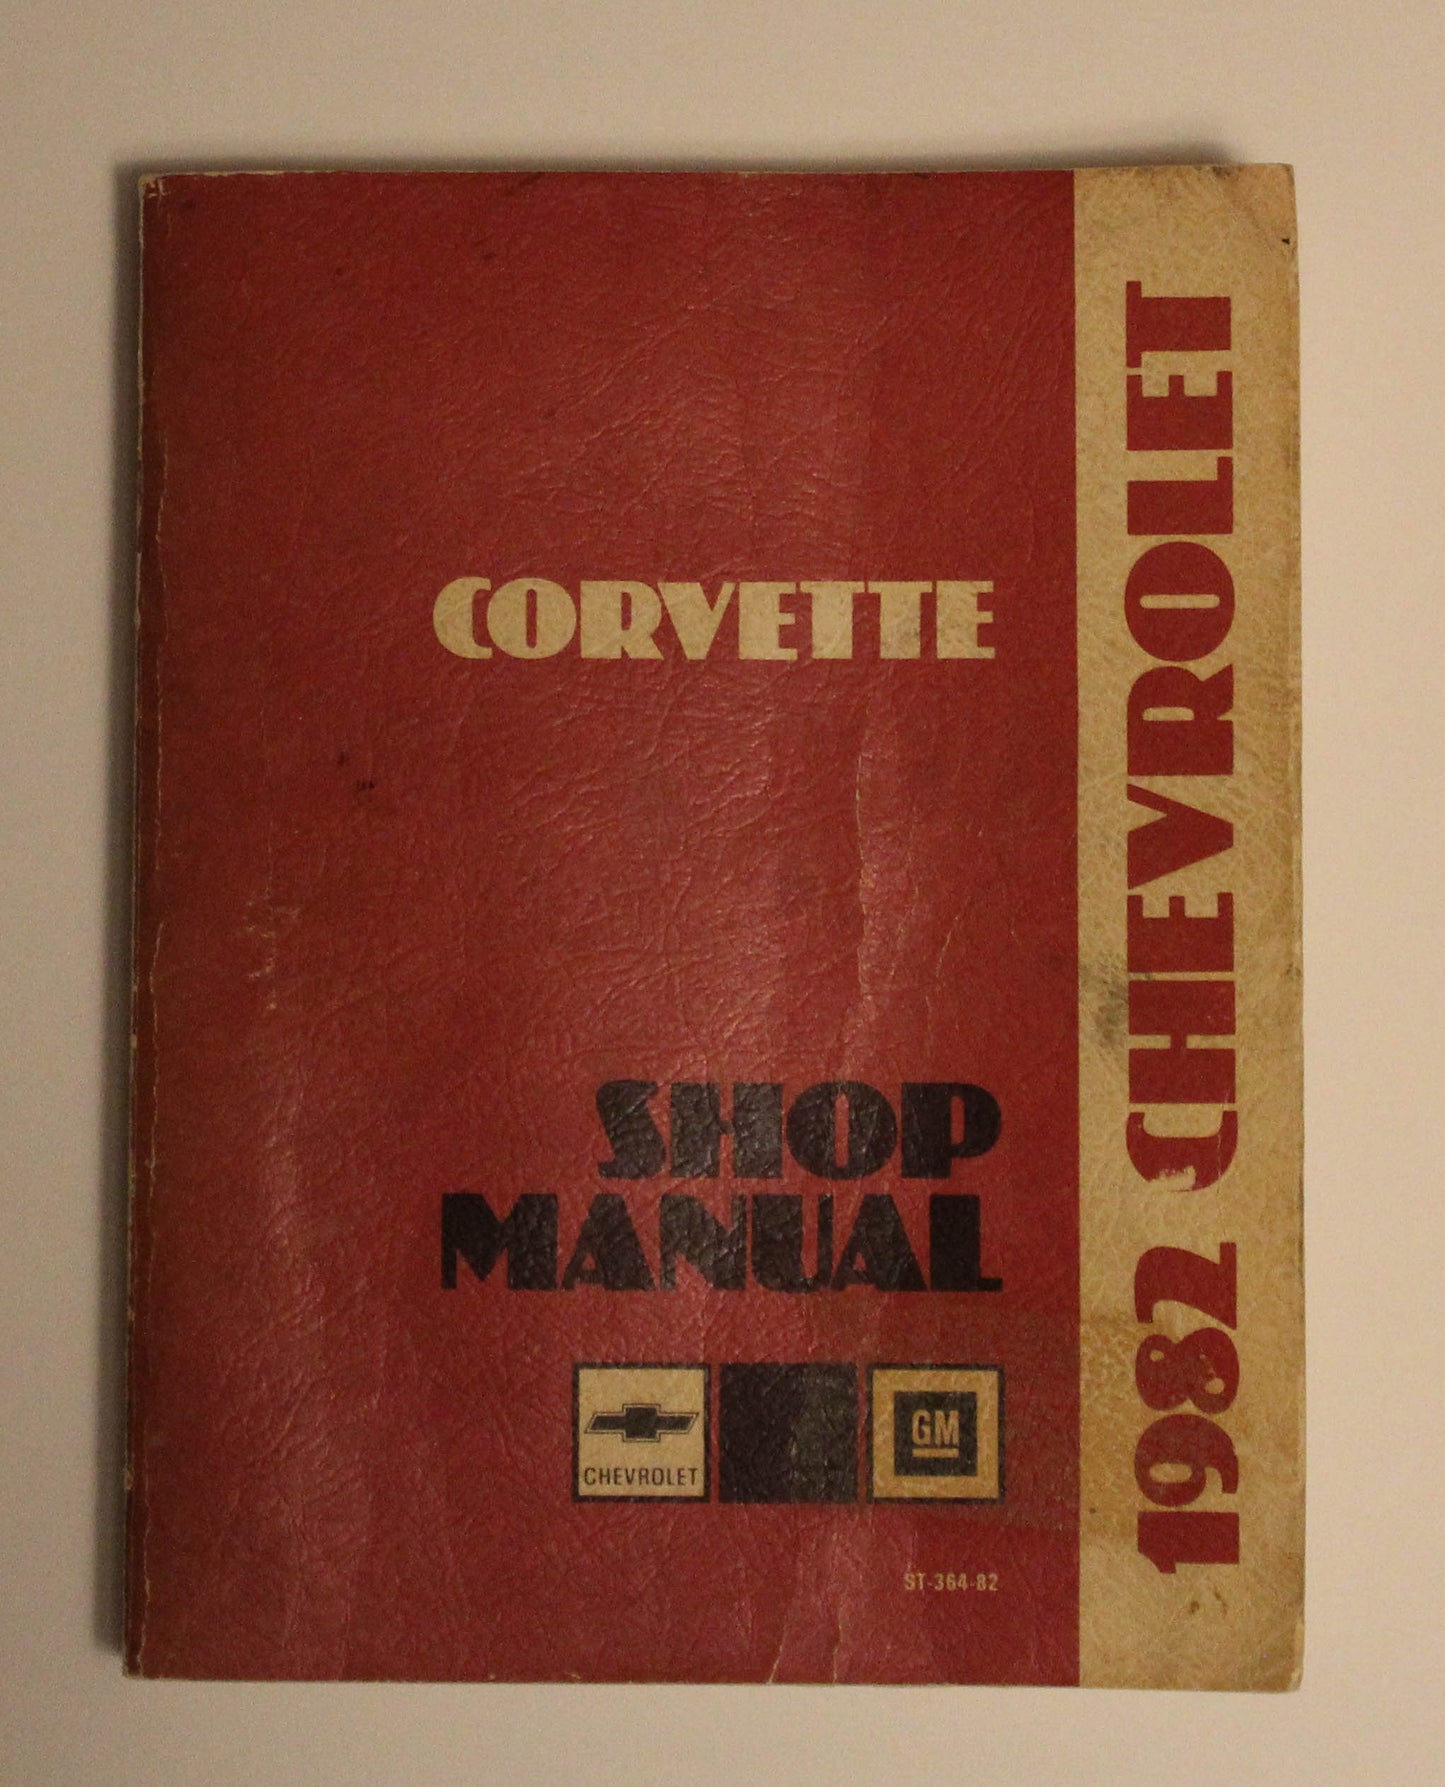 CORVETTE
SHOP
MANUAL
CHEVROLET
GM
ST-364-82
1982 CHEVROLET